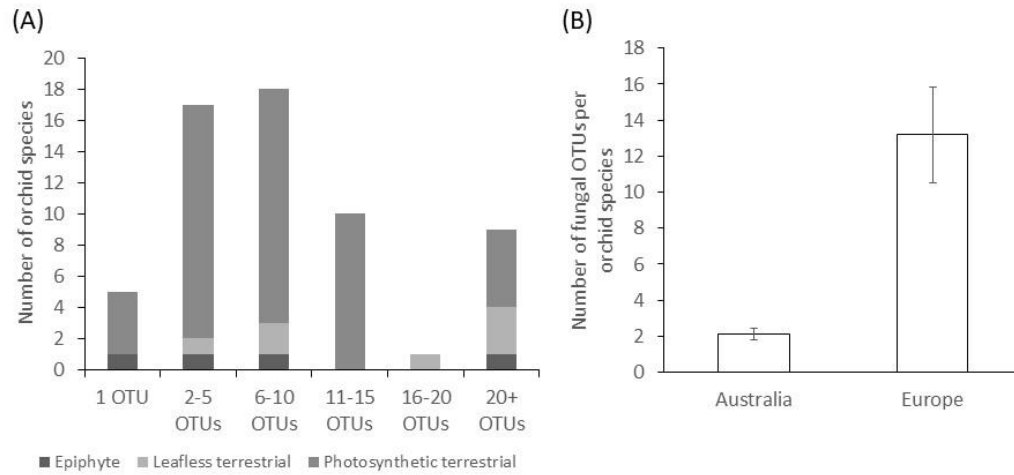 (A)
Number of orchid species
20
18
16
14
12
10
8
6
4
2
0
1 OTU
2-5
OTUs
6-10
OTUs
11-15
OTUs
16-20
OTUs
20+
OTUs
Epiphyte
Leafless terrestrial
Photosynthetic terrestrial
(B)
Number of fungal OTUs per
orchid species
18
16
14
12
10
8
6
4
2
0
Australia
Europe